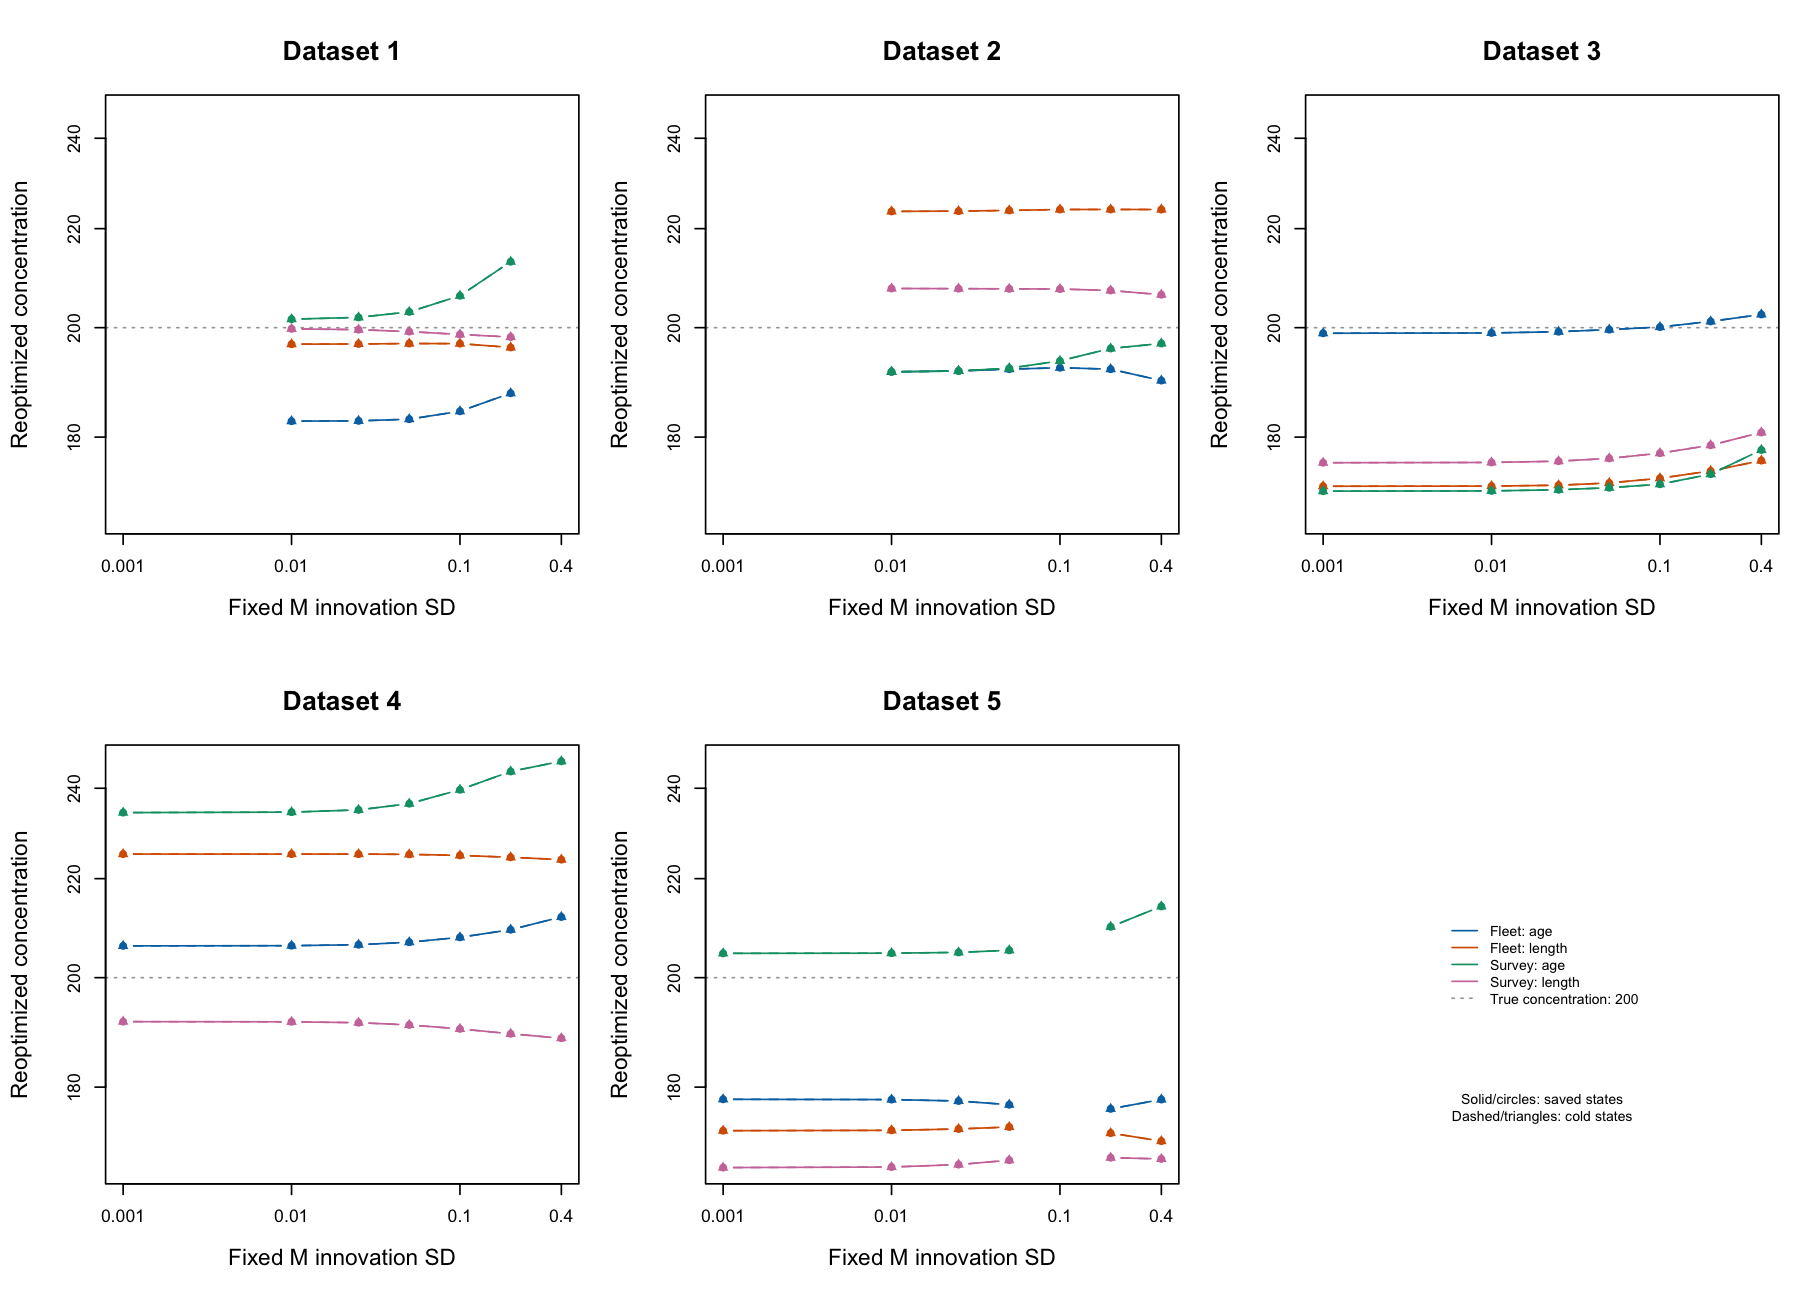 Dataset 1
Reoptimized concentration
240
220
200
180
0.001 0.01 0.1 0.4
Fixed M innovation SD
Dataset 2
Reoptimized concentration
240
220
200
180
0.001 0.01 0.1 0.4
Fixed M innovation SD
Dataset 3
Reoptimized concentration
240
220
200
180
0.001 0.01 0.1 0.4
Fixed M innovation SD
Dataset 4
Reoptimized concentration
240
220
200
180
0.001 0.01 0.1 0.4
Fixed M innovation SD
Dataset 5
Reoptimized concentration
240
220
200
180
0.001 0.01 0.1 0.4
Fixed M innovation SD
Fleet: age
Fleet: length
Survey: age
Survey: length
True concentration: 200
Solid/circles: saved states
Dashed/triangles: cold states